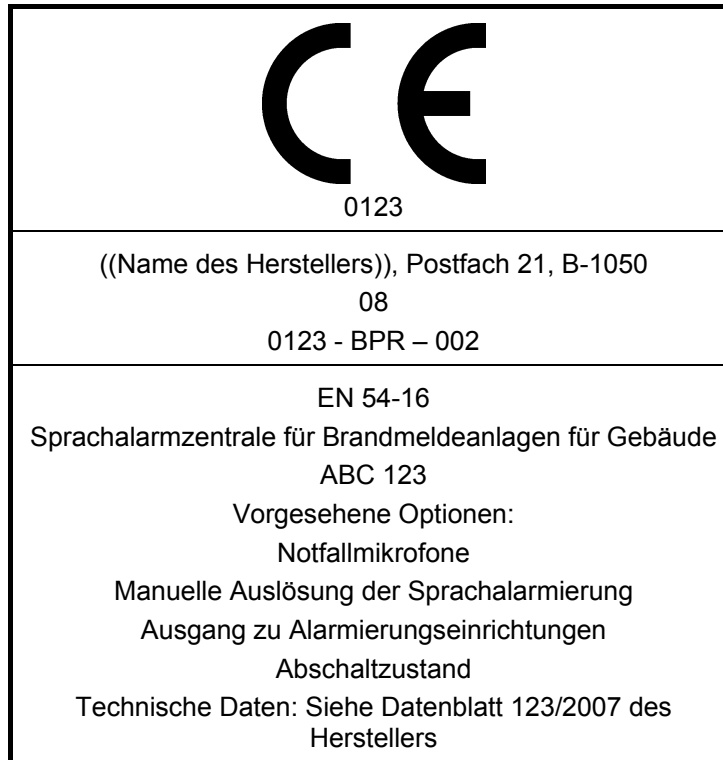 CE
0123
((Name des Herstellers)), Postfach 21, B-1050
08
0123 - BPR – 002
EN 54-16
Sprachalarmzentrale für Brandmeldeanlagen für Gebäude
ABC 123
Vorgesehene Optionen:
Notfallmikrofone
Manuelle Auslösung der Sprachalarmierung
Ausgang zu Alarmierungseinrichtungen
Abschaltzustand
Technische Daten: Siehe Datenblatt 123/2007 des
Herstellers